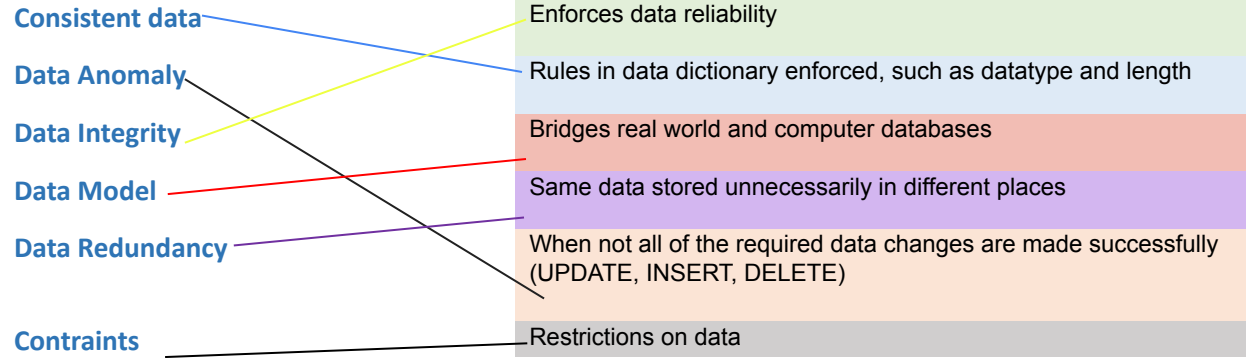 Consistent data
Enforces data reliability
Data Anomaly
Rules in data dictionary enforced, such as datatype and length
Data Integrity
Bridges real world and computer databases
Data Model
Same data stored unnecessarily in different places
Data Redundancy
When not all of the required data changes are made successfully
(UPDATE, INSERT, DELETE)
Contraints
Restrictions on data